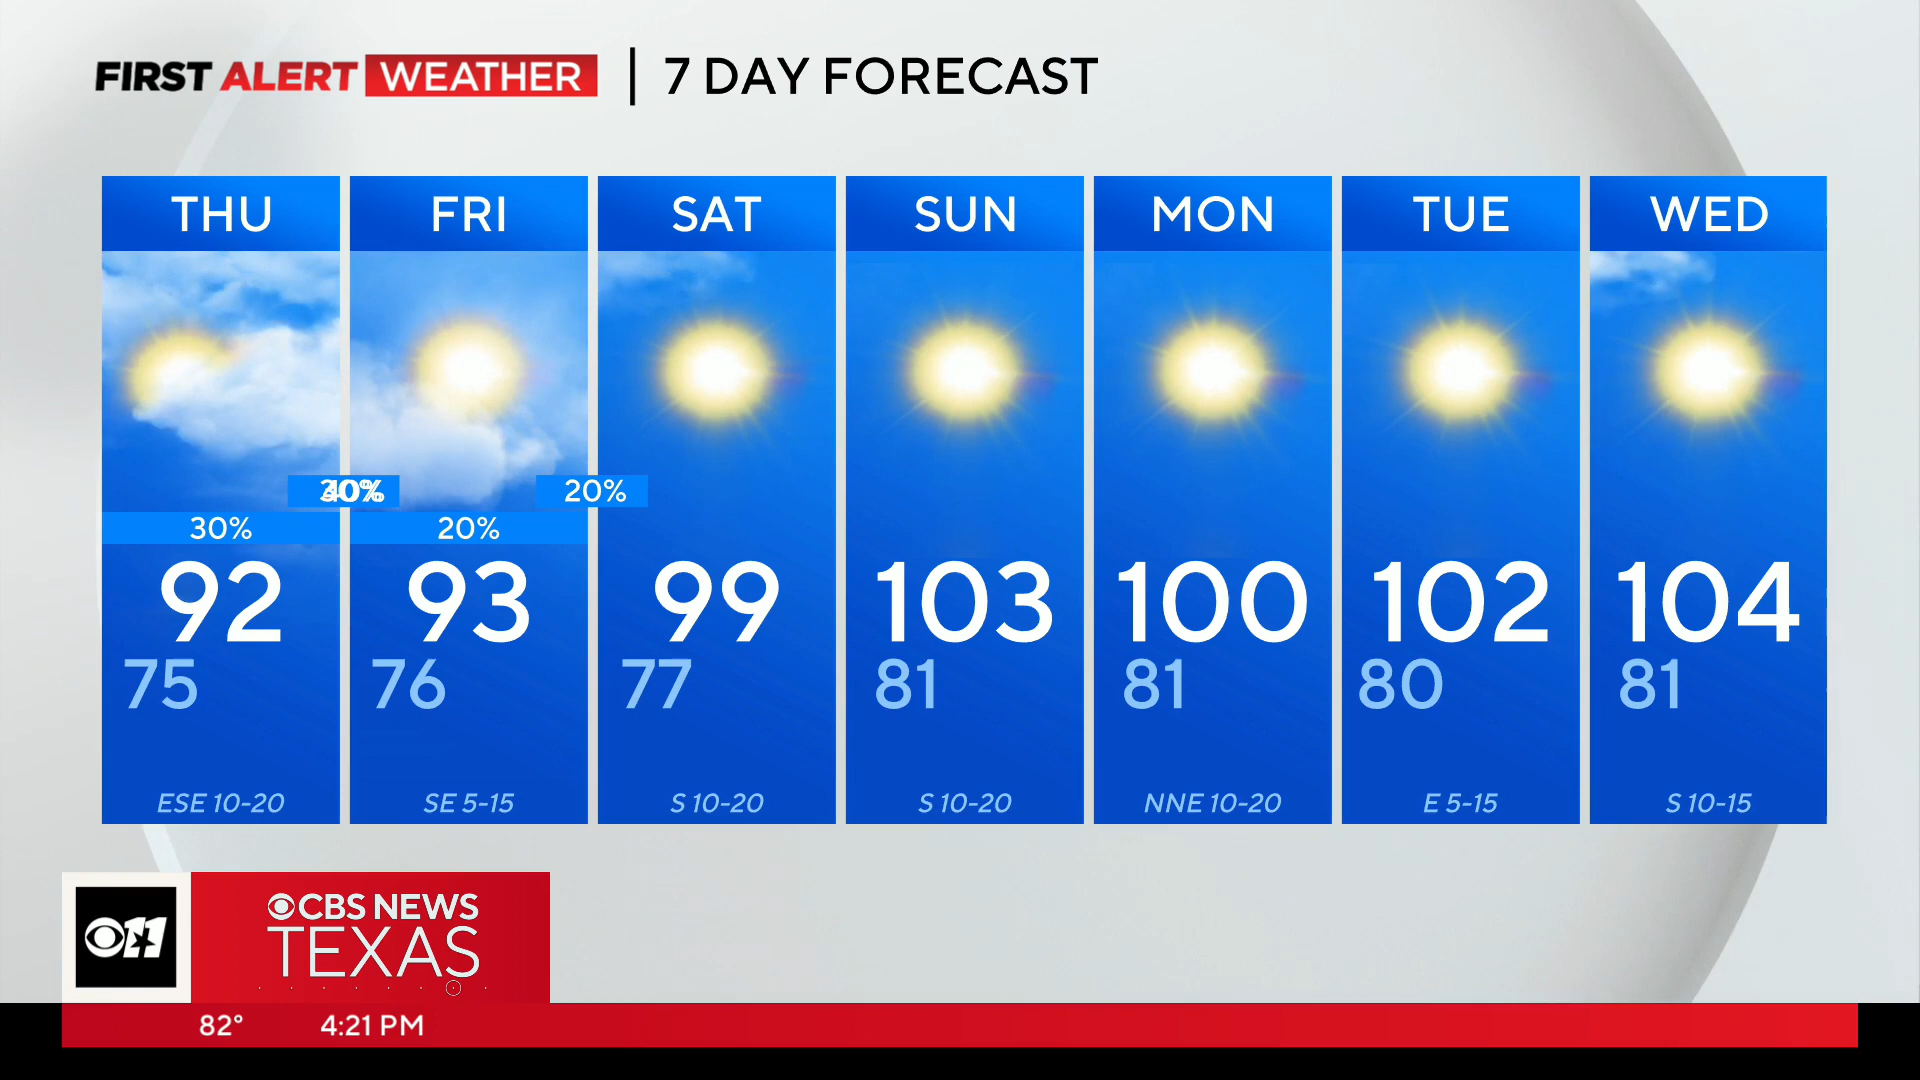 FIRST ALERT WEATHER | 7 DAY FORECAST
THU FRI SAT SUN MON TUE WED
20%
30% 20%
92 93 99 103 100 102 104
75 76 77 81 81 80 81
ESE 10-20 SE 5-15 S 10-20 S 10-20 NNE 10-20 E 5-15 S 10-15
11
CBS NEWS
TEXAS
82° 4:21 PM